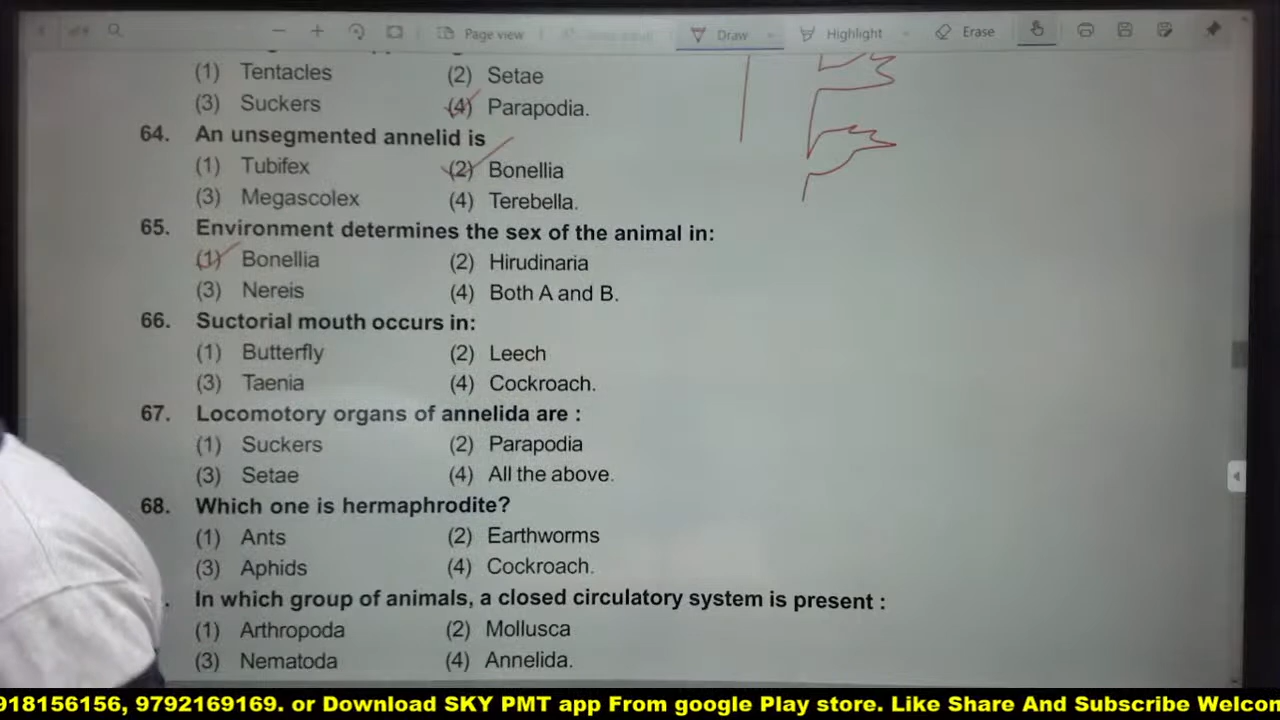 Page view
Draw
Highlight
Erase
(1) Tentacles (2) Setae
(3) Suckers (4) Parapodia.
64. An unsegmented annelid is
(1) Tubifex (2) Bonellia
(3) Megascolex (4) Terebella.
65. Environment determines the sex of the animal in:
(1) Bonellia (2) Hirudinaria
(3) Nereis (4) Both A and B.
66. Suctorial mouth occurs in:
(1) Butterfly (2) Leech
(3) Taenia (4) Cockroach.
67. Locomotory organs of annelida are :
(1) Suckers (2) Parapodia
(3) Setae (4) All the above.
68. Which one is hermaphrodite?
(1) Ants (2) Earthworms
(3) Aphids (4) Cockroach.
. In which group of animals, a closed circulatory system is present :
(1) Arthropoda (2) Mollusca
(3) Nematoda (4) Annelida.
918156156, 9792169169. or Download SKY PMT app From google Play store. Like Share And Subscribe Welcon